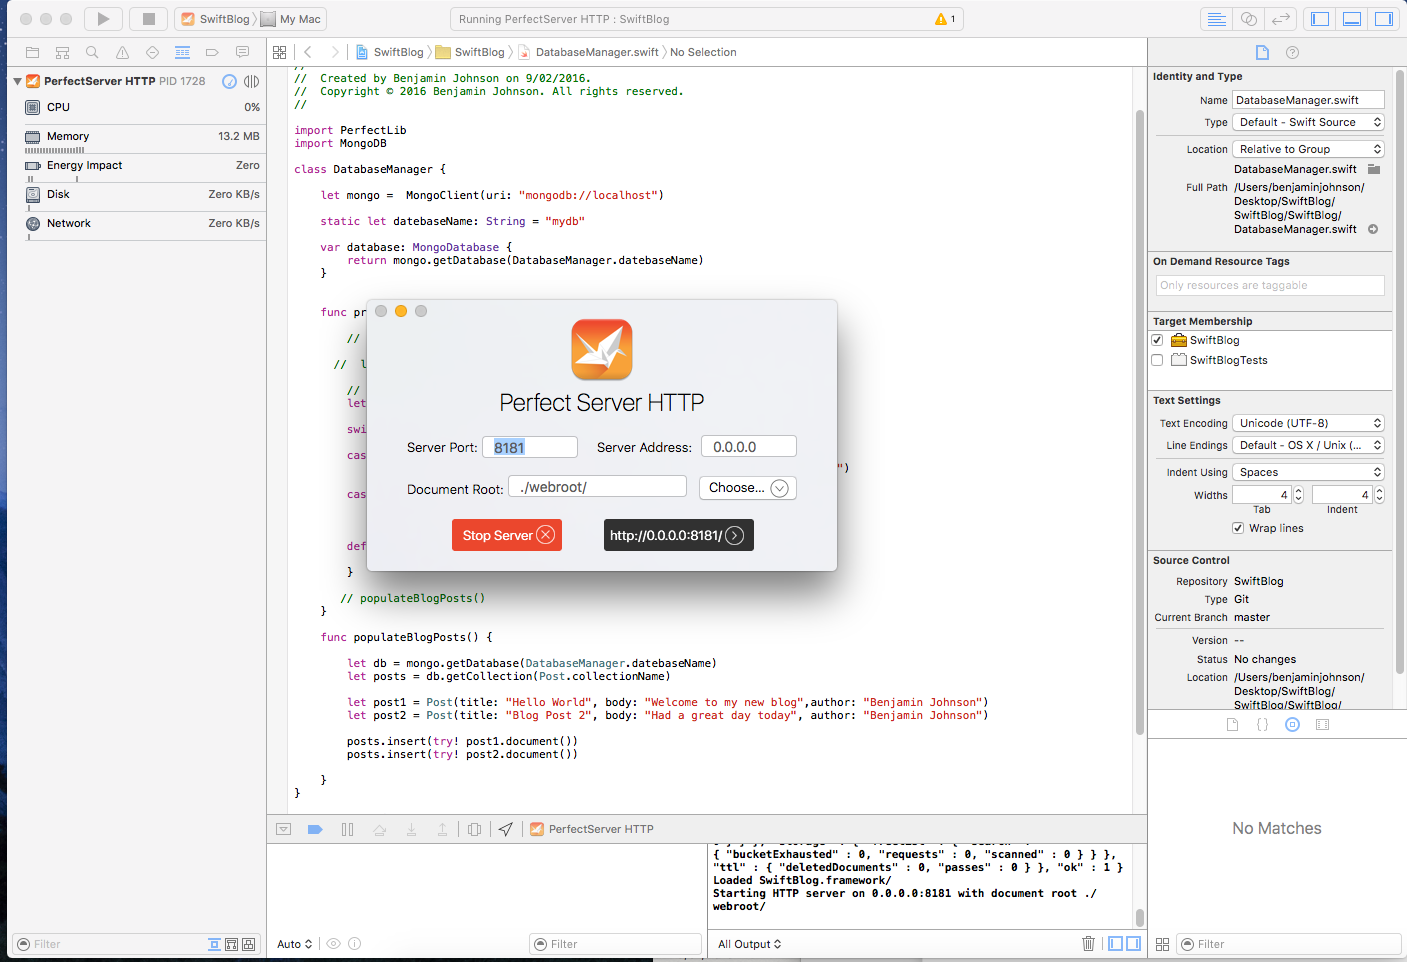 SwiftBlog My Mac
Running PerfectServer HTTP : SwiftBlog
1
SwiftBlog SwiftBlog DatabaseManager.swift No Selection
PerfectServer HTTP PID 1728
CPU 0%
Memory 13.2 MB
Energy Impact Zero
Disk Zero KB/s
Network Zero KB/s
Filter
//
// Created by Benjamin Johnson on 9/02/2016.
// Copyright © 2016 Benjamin Johnson. All rights reserved.
//
import PerfectLib
import MongoDB
class DatabaseManager {
let mongo = MongoClient(uri: "mongodb://localhost")
static let datebaseName: String = "mydb"
var database: MongoDatabase {
return mongo.getDatabase(DatabaseManager.datebaseName)
}
func pr
//
// l
//
let
swi
cas
")
cas
def
}
// populateBlogPosts()
}
func populateBlogPosts() {
let db = mongo.getDatabase(DatabaseManager.datebaseName)
let posts = db.getCollection(Post.collectionName)
let post1 = Post(title: "Hello World", body: "Welcome to my new blog",author: "Benjamin Johnson")
let post2 = Post(title: "Blog Post 2", body: "Had a great day today", author: "Benjamin Johnson")
posts.insert(try! post1.document())
posts.insert(try! post2.document())
}
}
Perfect Server HTTP
Server Port: 8181 Server Address: 0.0.0.0
Document Root: ./webroot/ Choose...
Stop Server http://0.0.0.0:8181/
PerfectServer HTTP
{ "bucketExhausted" : 0, "requests" : 0, "scanned" : 0 } } },
"ttl" : { "deletedDocuments" : 0, "passes" : 0 } }, "ok" : 1 }
Loaded SwiftBlog.framework/
Starting HTTP server on 0.0.0.0:8181 with document root ./
webroot/
Auto Filter All Output
Identity and Type
Name DatabaseManager.swift
Type Default - Swift Source
Location Relative to Group
DatabaseManager.swift
Full Path /Users/benjaminjohnson/
Desktop/SwiftBlog/
SwiftBlog/SwiftBlog/
DatabaseManager.swift
On Demand Resource Tags
Only resources are taggable
Target Membership
SwiftBlog
SwiftBlogTests
Text Settings
Text Encoding Unicode (UTF-8)
Line Endings Default - OS X / Unix (...
Indent Using Spaces
Widths 4 4
Tab Indent
Wrap lines
Source Control
Repository SwiftBlog
Type Git
Current Branch master
Version --
Status No changes
Location /Users/benjaminjohnson/
Desktop/SwiftBlog/
SwiftBlog/SwiftBlog/
No Matches
Filter